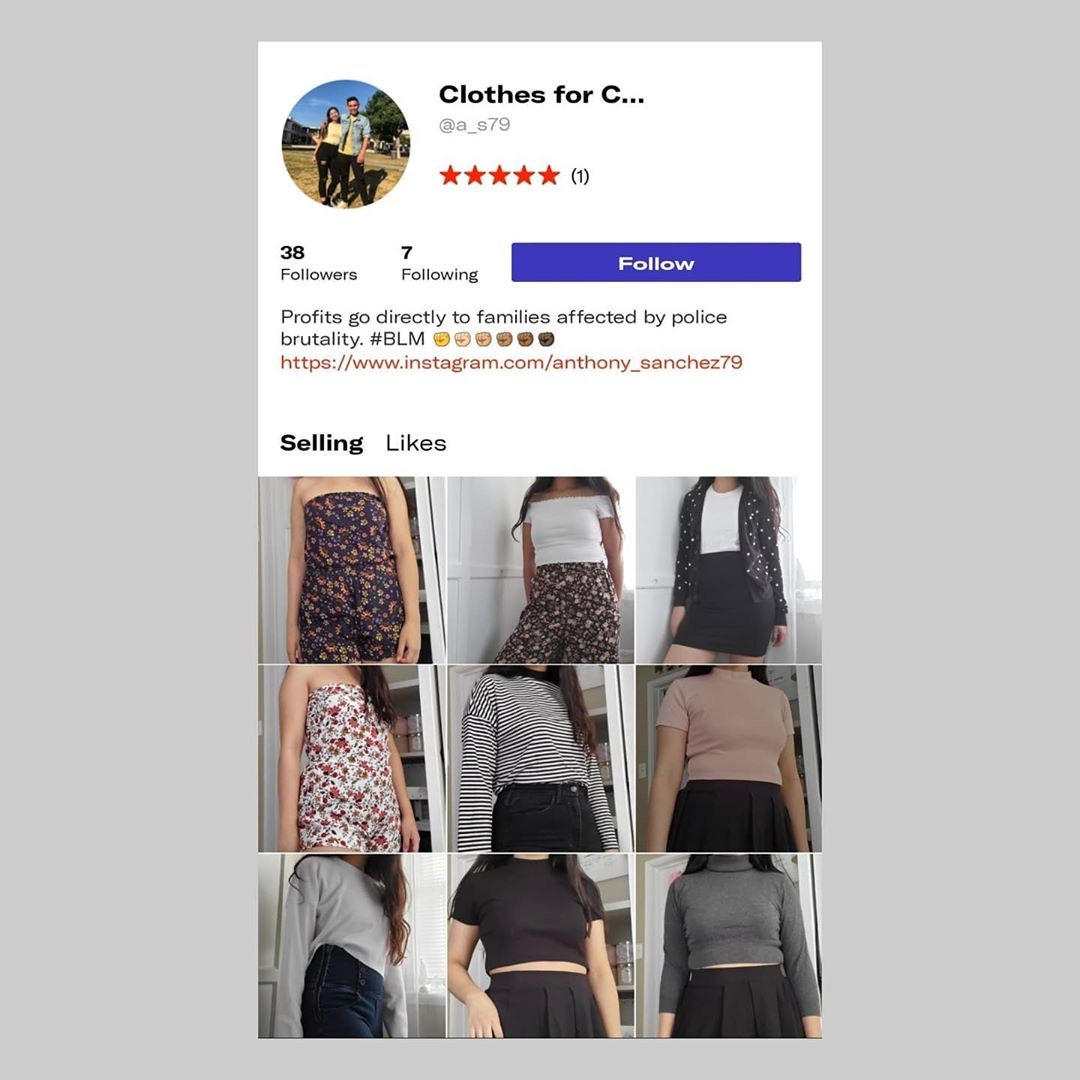 Clothes for C...
@a_s79
(1)
38
Followers
7
Following
Follow
Profits go directly to families affected by police
brutality. #BLM ✊✊🏻✊🏼✊🏽✊🏾✊🏿
https://www.instagram.com/anthony_sanchez79
Selling Likes